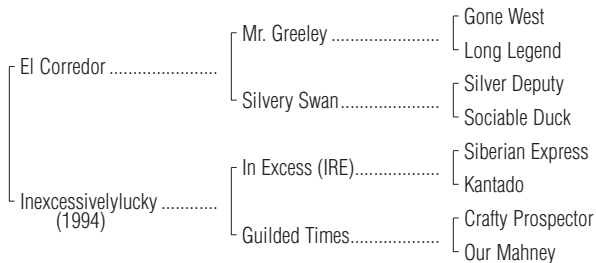 El Corredor ........................
Mr. Greeley ........................
Gone West
Long Legend
Silvery Swan......................
Silver Deputy
Sociable Duck
Inexcessivelylucky ............
(1994)
In Excess (IRE)...................
Siberian Express
Kantado
Guilded Times....................
Crafty Prospector
Our Mahney